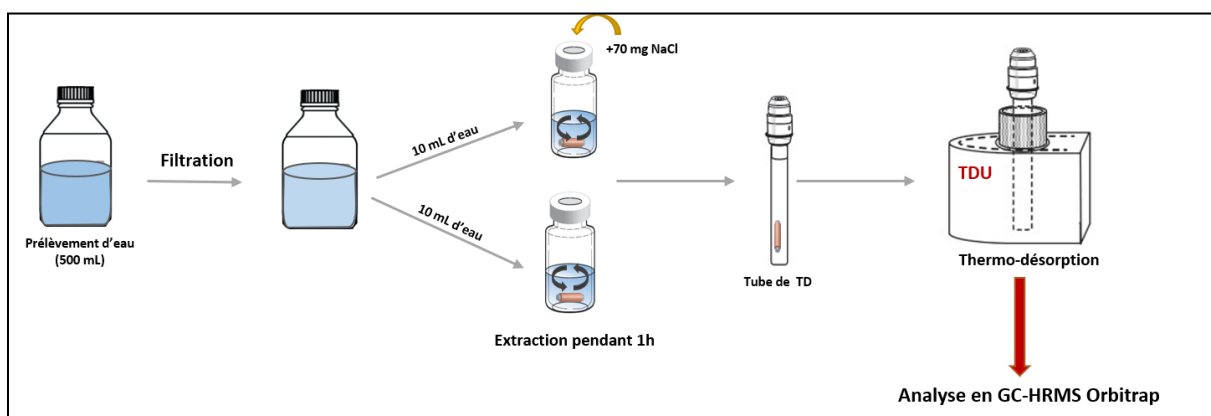 +70 mg NaCl
Filtration
10 mL d'eau
10 mL d'eau
TDU
Prélèvement d'eau
(500 mL)
Tube de TD
Thermo-désorption
Extraction pendant 1h
Analyse en GC-HRMS Orbitrap